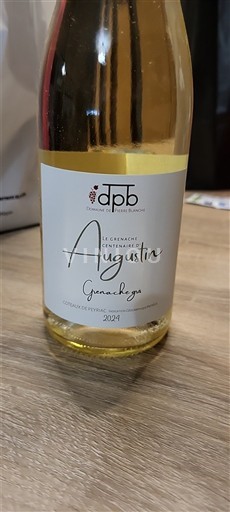 dpb
DOMAINE DE PIERRE BLANCHE
LE GRENACHE
CENTENAIRE D'
Augustin
Grenache gris
COTEAUX DE PEYRIAC
2024